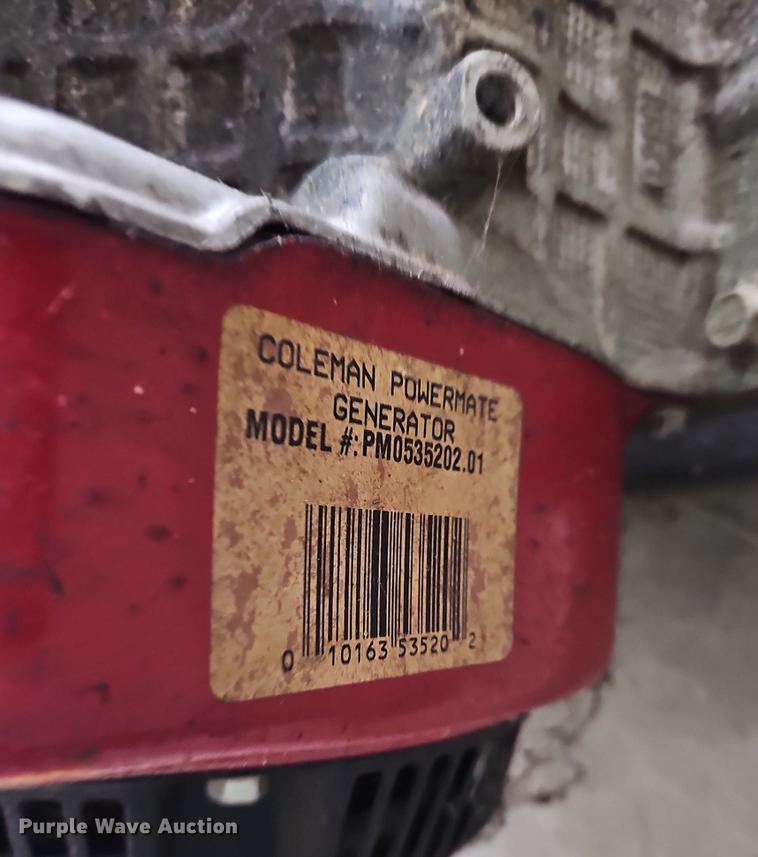 COLEMAN POWERMATE
GENERATOR
MODEL #:PM0535202.01
0 10163 53520 2
Purple Wave Auction